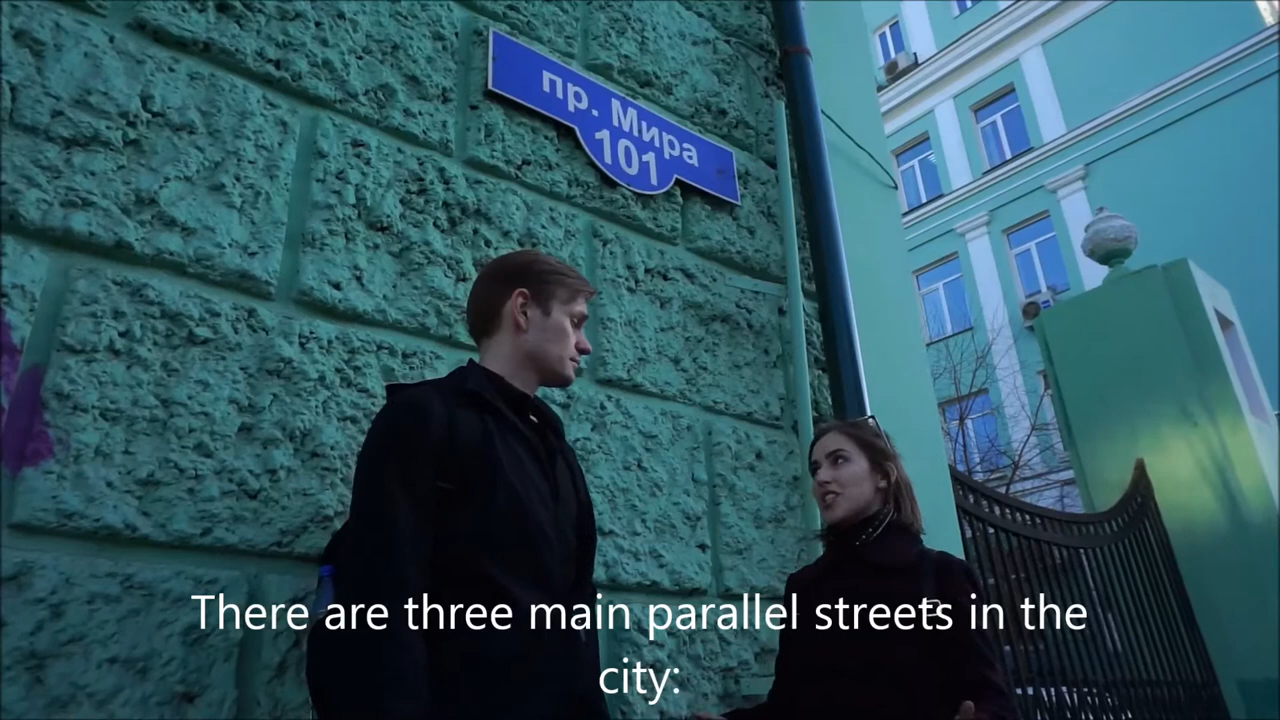 пр. Мира
101
There are three main parallel streets in the
city: